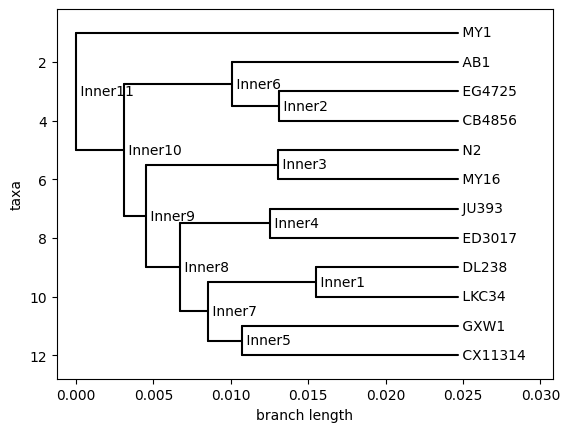 MY1
2
AB1
Inner6
Inner11
EG4725
Inner2
4
CB4856
Inner10
N2
Inner3
6
MY16
taxa
JU393
Inner9
Inner4
8
ED3017
Inner8
DL238
Inner1
10
LKC34
Inner7
GXW1
Inner5
12
CX11314
0.000 0.005 0.010 0.015 0.020 0.025 0.030
branch length